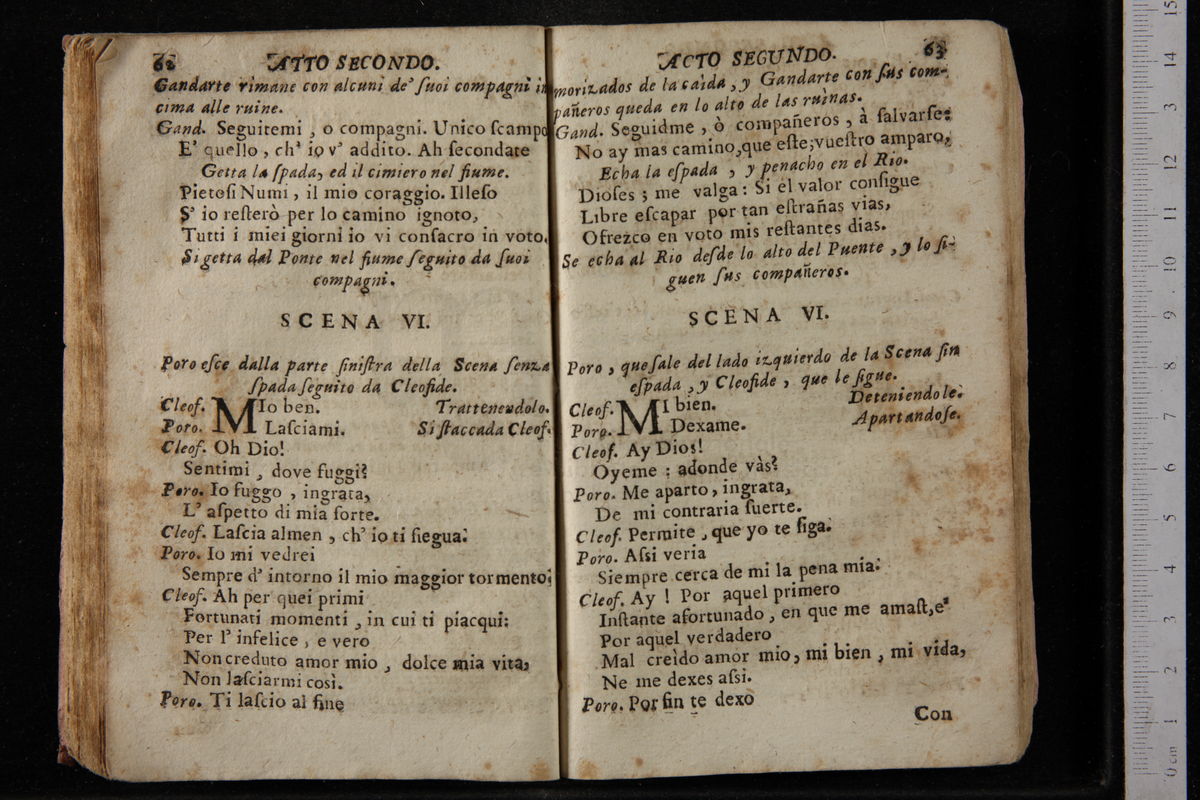 62 ATTO SECONDO.
Gandarte rimane con alcuni de' ſuoi compagni in
cima alle ruine.
Gand. Seguitemi , o compagni. Unico ſcampo
E' quello , ch' io v' addito. Ah ſecondate
Getta la ſpada, ed il cimiero nel fiume.
Pietoſi Numi , il mio coraggio. Illeſo
S' io reſterò per lo camino ignoto,
Tutti i miei giorni io vi conſacro in voto.
Si getta dal Ponte nel fiume ſeguito da ſuoi
compagni.
SCENA VI.
Poro eſce dalla parte ſiniſtra della Scena ſenza
ſpada ſeguito da Cleofide.
Cleof. MIo ben. Trattenendolo.
Poro. Laſciami. Si ſtaccada Cleof.
Cleof. Oh Dio!
Sentimi , dove fuggi?
Poro. Io fuggo , ingrata,
L' aſpetto di mia ſorte.
Cleof. Laſcia almen , ch' io ti ſiegua.
Poro. Io mi vedrei
Sempre d' intorno il mio maggior tormento.
Cleof. Ah per quei primi
Fortunati momenti , in cui ti piacqui:
Per l' infelice , e vero
Non creduto amor mio , dolce mia vita,
Non laſciarmi così.
Poro. Ti laſcio al fine
ACTO SEGUNDO. 63
morizados de la caìda , y Gandarte con ſus com-
pañeros queda en lo alto de las ruìnas.
Gand. Seguidme , ò compañeros , à ſalvarſe:
No ay mas camino,que eſte;vueſtro amparo,
Echa la eſpada , y penacho en el Rio.
Dioſes ; me valga : Si el valor conſigue
Libre eſcapar por tan eſtrañas vias,
Ofrezco en voto mis reſtantes dias.
Se echa al Rio deſde lo alto del Puente , y lo ſi-
guen ſus compañeros.
SCENA VI.
Poro , que ſale del lado izquierdo de la Scena ſin
eſpada , y Cleofide , que le ſigue.
Cleof. MI bien. Deteniendole.
Poro. Dexame. Apartandoſe.
Cleof. Ay Dios!
Oyeme : adonde vàs?
Poro. Me aparto, ingrata,
De mi contraria ſuerte.
Cleof. Permite , que yo te ſiga.
Poro. Aſsi veria
Siempre cerca de mi la pena mia.
Cleof. Ay ! Por aquel primero
Inſtante afortunado , en que me amaſt,e
Por aquel verdadero
Mal creìdo amor mio, mi bien , mi vida,
Ne me dexes aſsi.
Poro. Por fin te dexo
Con